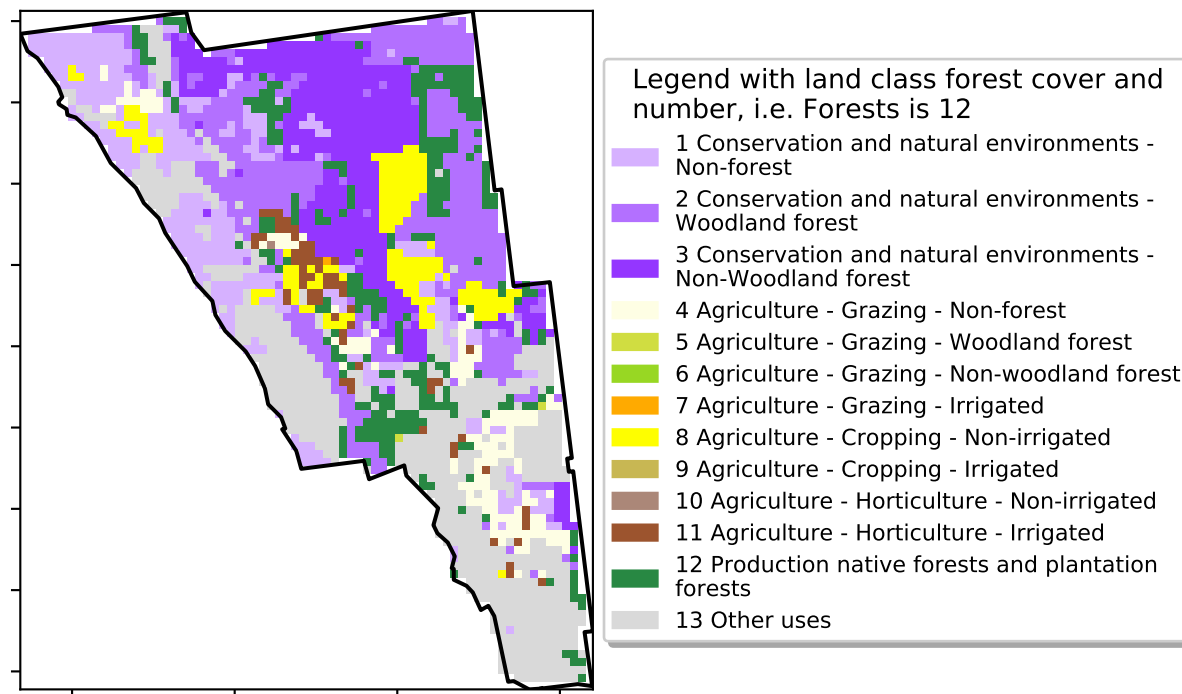 Legend with land class forest cover and
number, i.e. Forests is 12
1 Conservation and natural environments -
Non-forest
2 Conservation and natural environments -
Woodland forest
3 Conservation and natural environments -
Non-Woodland forest
4 Agriculture - Grazing - Non-forest
5 Agriculture - Grazing - Woodland forest
6 Agriculture - Grazing - Non-woodland forest
7 Agriculture - Grazing - Irrigated
8 Agriculture - Cropping - Non-irrigated
9 Agriculture - Cropping - Irrigated
10 Agriculture - Horticulture - Non-irrigated
11 Agriculture - Horticulture - Irrigated
12 Production native forests and plantation
forests
13 Other uses